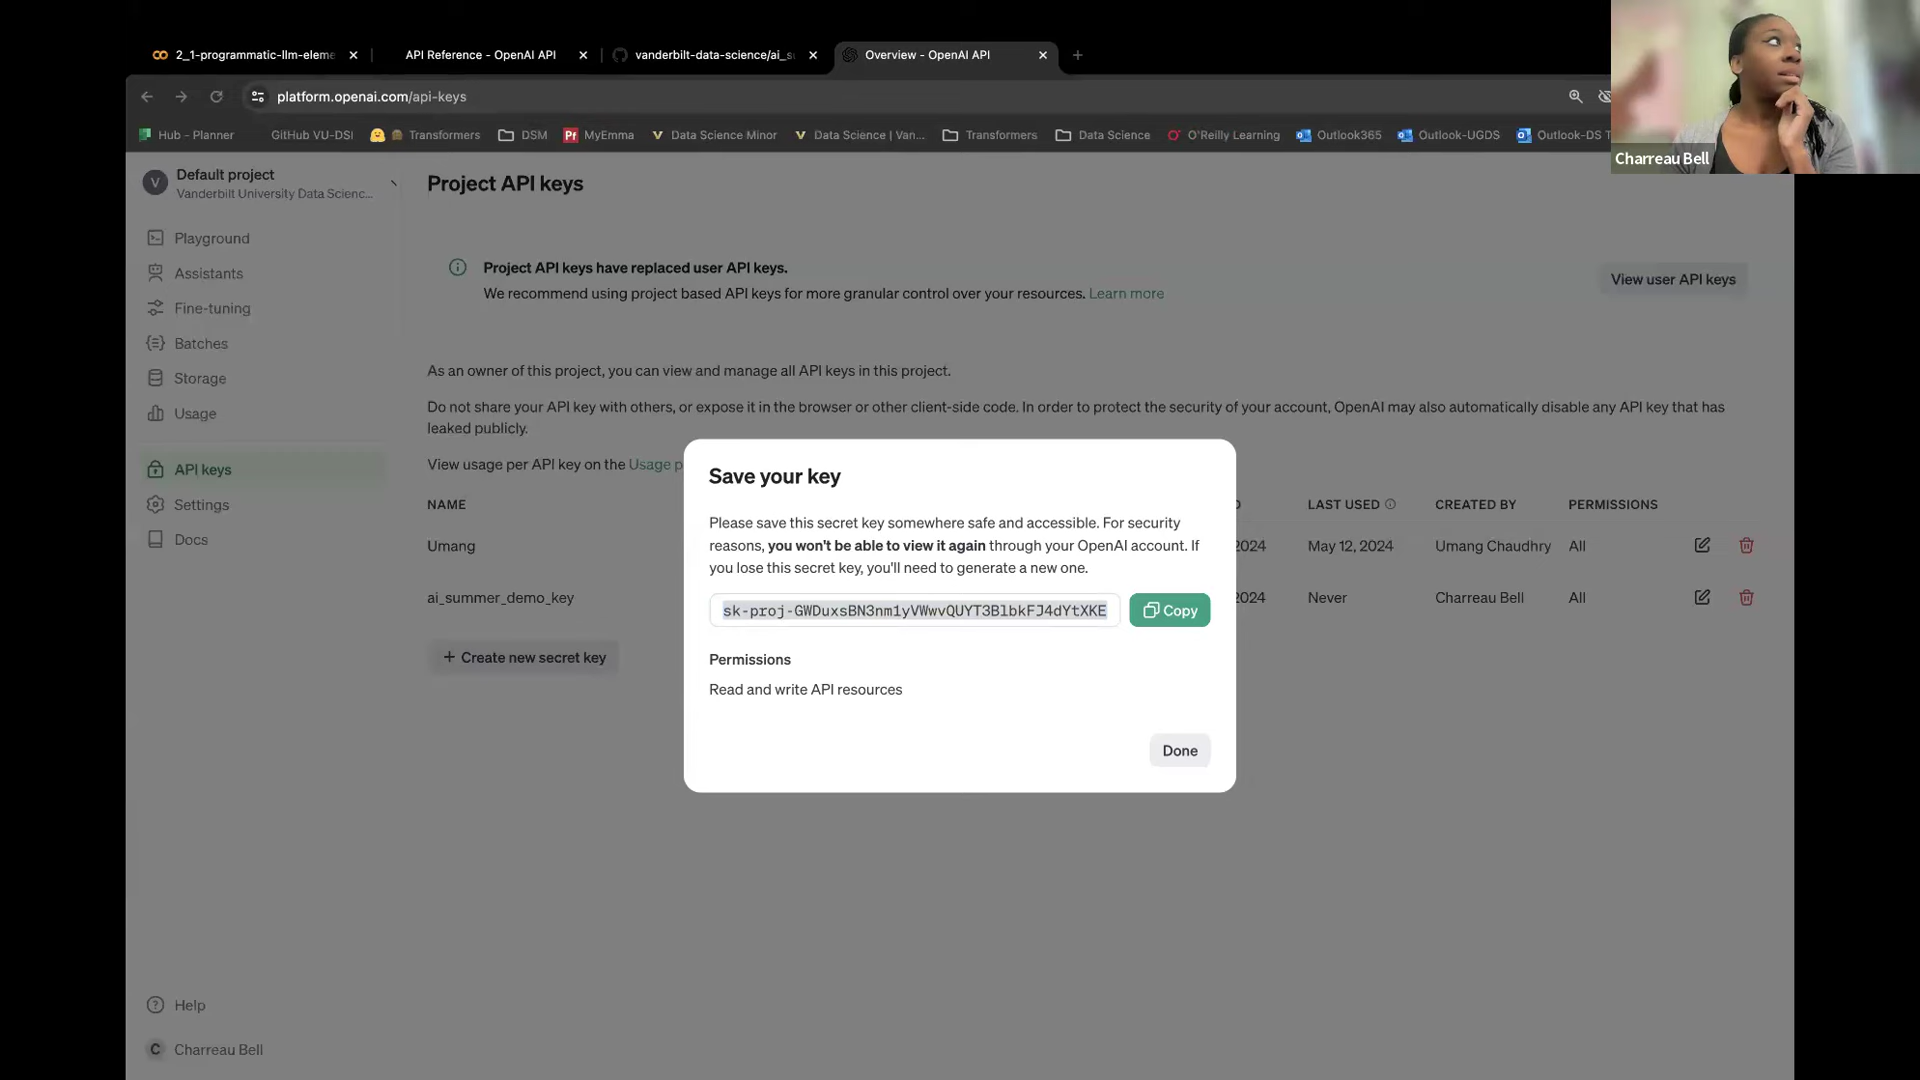 2_1-programmatic-llm-eleme
API Reference - OpenAI API
vanderbilt-data-science/ai_s
Overview - OpenAI API
platform.openai.com/api-keys
Hub - Planner
GitHub VU-DSI
Transformers
DSM
MyEmma
Data Science Minor
Data Science | Van...
Transformers
Data Science
O'Reilly Learning
Outlook365
Outlook-UGDS
Outlook-DS T
Charreau Bell
V
Default project
Vanderbilt University Data Scienc...
Playground
Assistants
Fine-tuning
Batches
Storage
Usage
API keys
Settings
Docs
Help
C Charreau Bell
Project API keys
Project API keys have replaced user API keys.
We recommend using project based API keys for more granular control over your resources. Learn more
View user API keys
As an owner of this project, you can view and manage all API keys in this project.
Do not share your API key with others, or expose it in the browser or other client-side code. In order to protect the security of your account, OpenAI may also automatically disable any API key that has
leaked publicly.
View usage per API key on the Usage p
NAME D LAST USED CREATED BY PERMISSIONS
Umang 2024 May 12, 2024 Umang Chaudhry All
ai_summer_demo_key 2024 Never Charreau Bell All
+ Create new secret key
Save your key
Please save this secret key somewhere safe and accessible. For security
reasons, you won't be able to view it again through your OpenAI account. If
you lose this secret key, you'll need to generate a new one.
sk-proj-GWDuxsBN3nm1yVWwvQUYT3BlbkFJ4dYtXKE
Copy
Permissions
Read and write API resources
Done